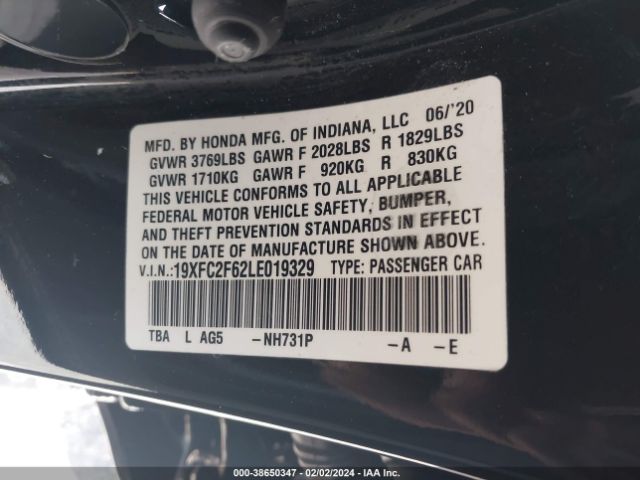 MFD. BY HONDA MFG. OF INDIANA, LLC 06/'20
GVWR 3769LBS GAWR F 2028LBS R 1829LBS
GVWR 1710KG GAWR F 920KG R 830KG
THIS VEHICLE CONFORMS TO ALL APPLICABLE
FEDERAL MOTOR VEHICLE SAFETY, BUMPER,
AND THEFT PREVENTION STANDARDS IN EFFECT
ON THE DATE OF MANUFACTURE SHOWN ABOVE.
V.I.N.:19XFC2F62LE019329 TYPE: PASSENGER CAR
TBA L AG5 -NH731P -A -E
000-38650347 - 02/02/2024 - IAA Inc.